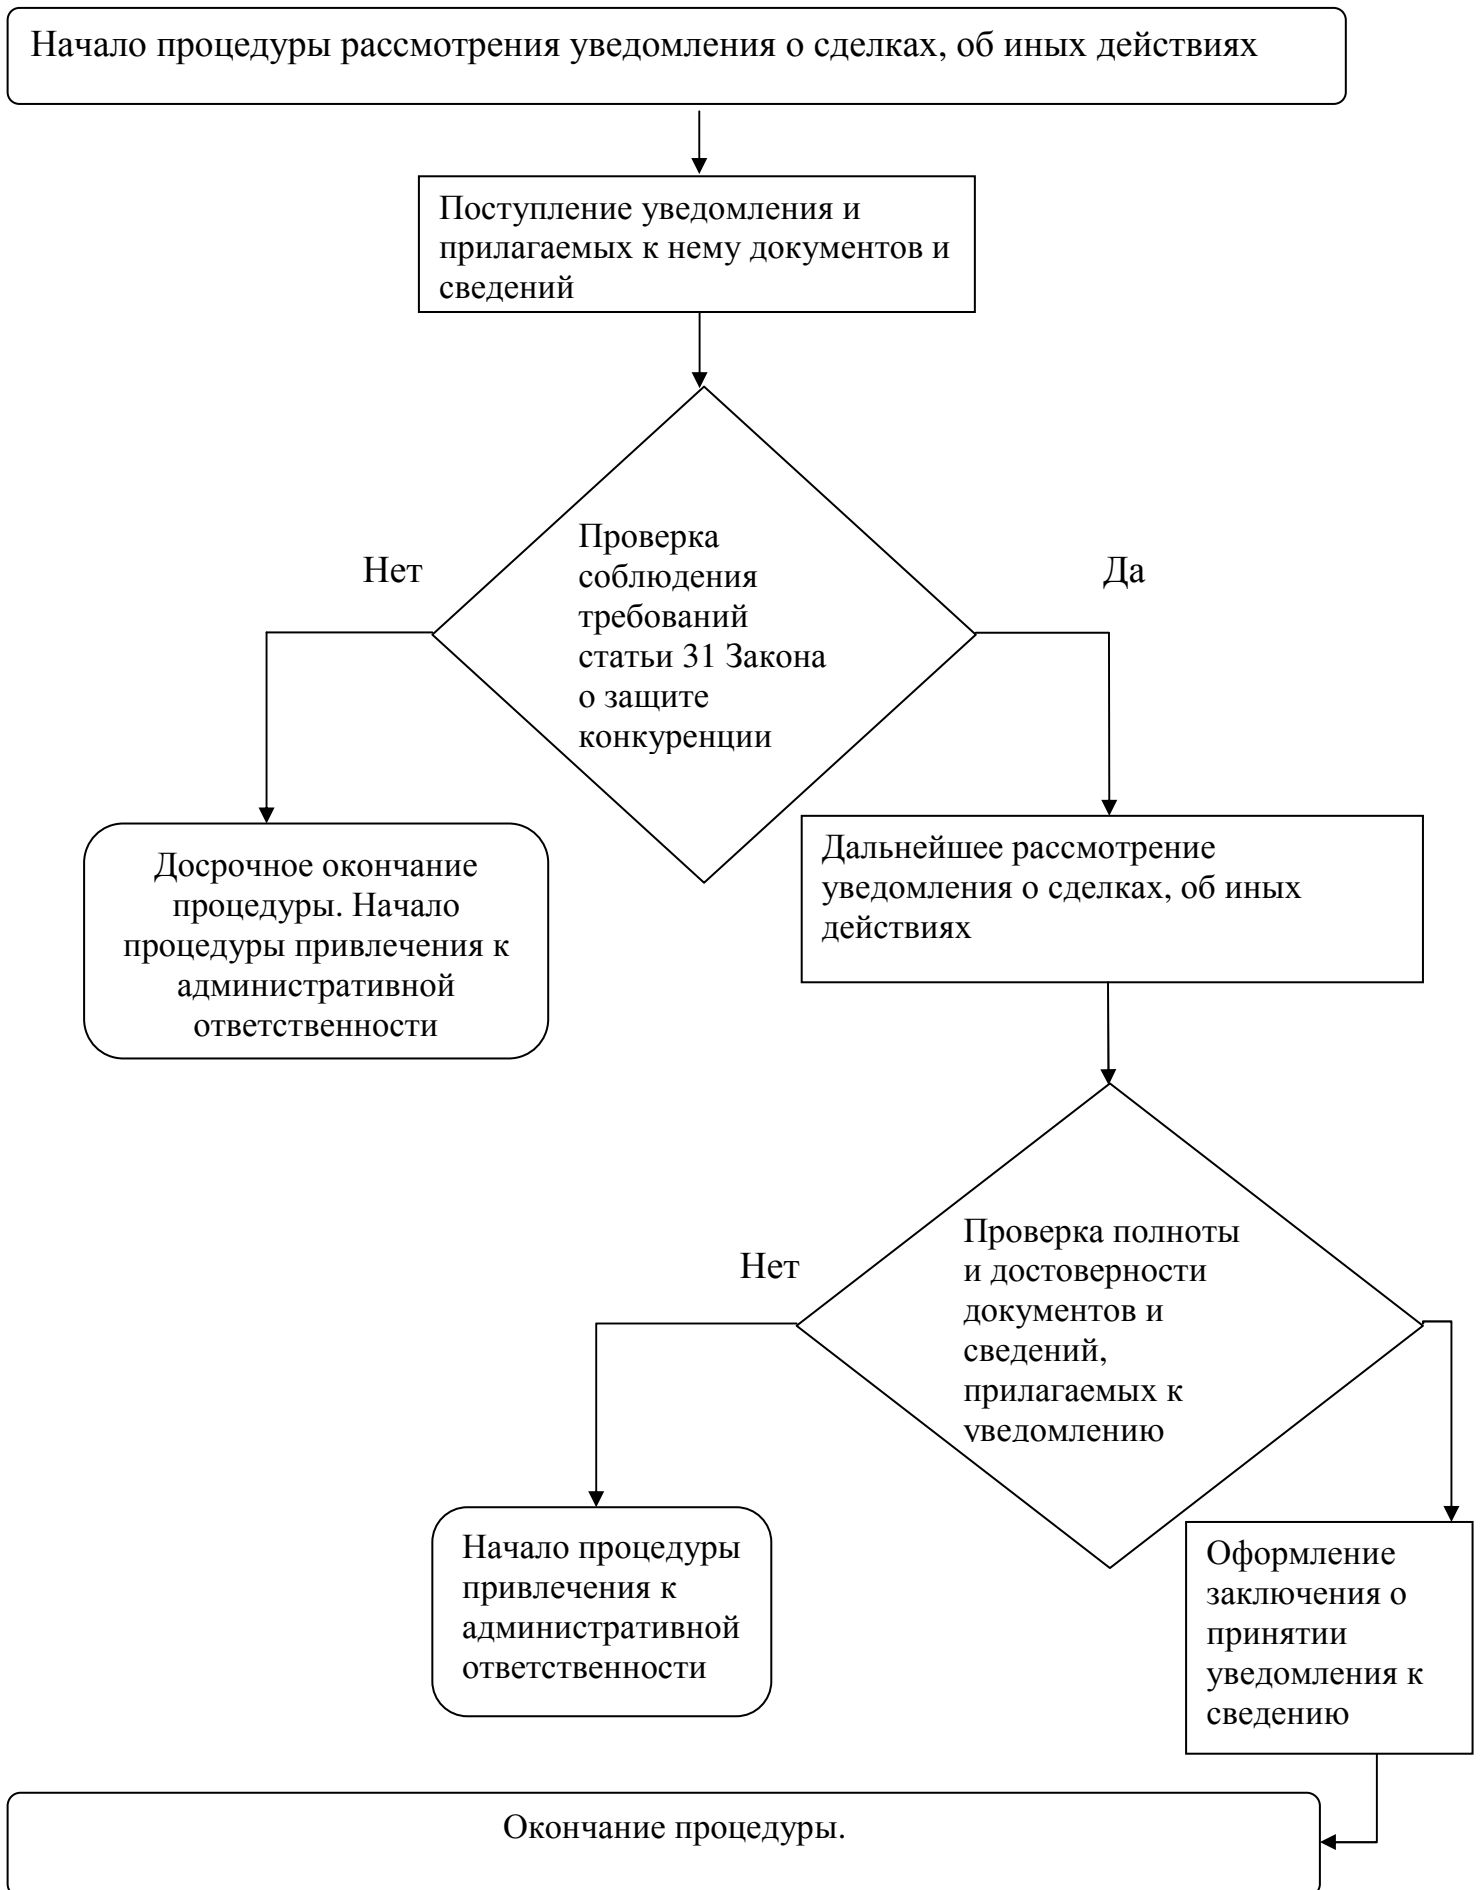 Начало процедуры рассмотрения уведомления о сделках, об иных действиях
Поступление уведомления и
прилагаемых к нему документов и
сведений
Проверка
соблюдения
требований
статьи 31 Закона
о защите
конкуренции
Нет
Да
Досрочное окончание
процедуры. Начало
процедуры привлечения к
административной
ответственности
Дальнейшее рассмотрение
уведомления о сделках, об иных
действиях
Проверка полноты
и достоверности
документов и
сведений,
прилагаемых к
уведомлению
Нет
Начало процедуры
привлечения к
административной
ответственности
Оформление
заключения о
принятии
уведомления к
сведению
Окончание процедуры.